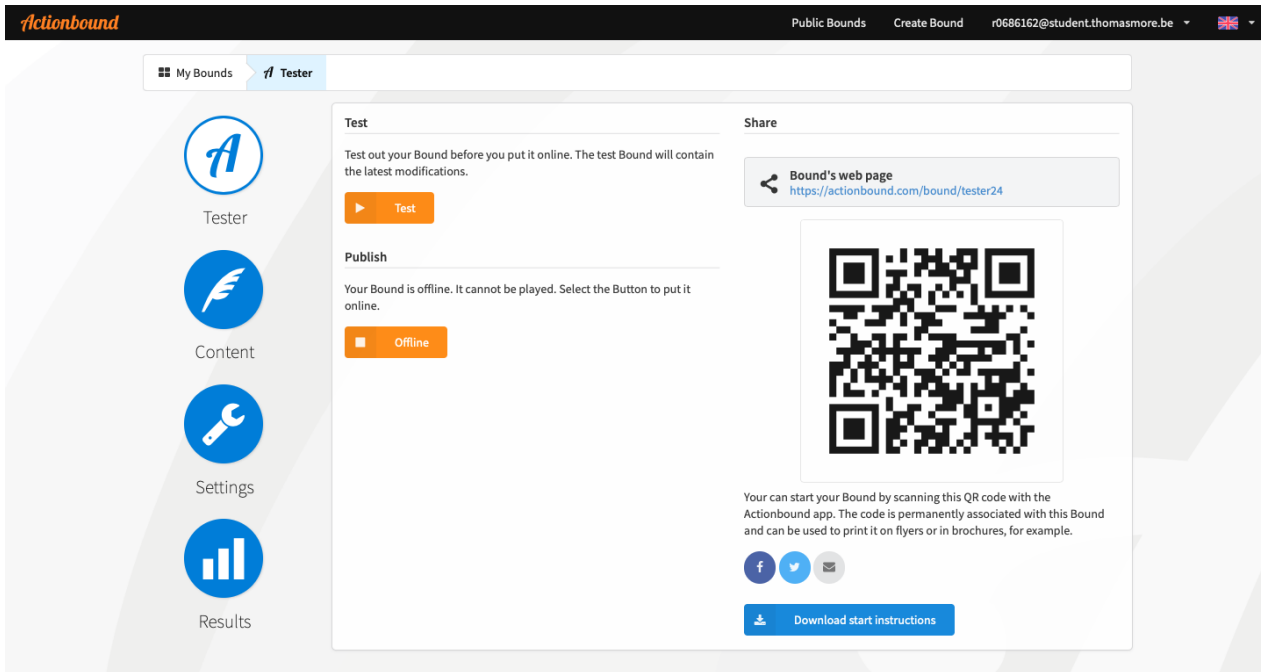 Actionbound
Public Bounds
Create Bound
r0686162@student.thomasmore.be
My Bounds
Tester
Tester
Content
Settings
Results
Test
Test out your Bound before you put it online. The test Bound will contain
the latest modifications.
Test
Publish
Your Bound is offline. It cannot be played. Select the Button to put it
online.
Offline
Share
Bound's web page
https://actionbound.com/bound/tester24
Your can start your Bound by scanning this QR code with the
Actionbound app. The code is permanently associated with this Bound
and can be used to print it on flyers or in brochures, for example.
Download start instructions